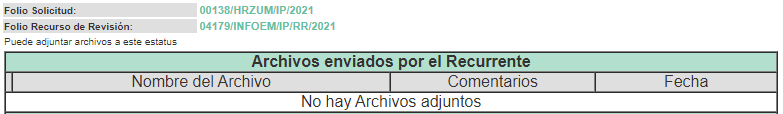 Folio Solicitud: 00138/HRZUM/IP/2021
Folio Recurso de Revisión: 04179/INFOEM/IP/RR/2021
Puede adjuntar archivos a este estatus
Archivos enviados por el Recurrente
Nombre del Archivo Comentarios Fecha
No hay Archivos adjuntos